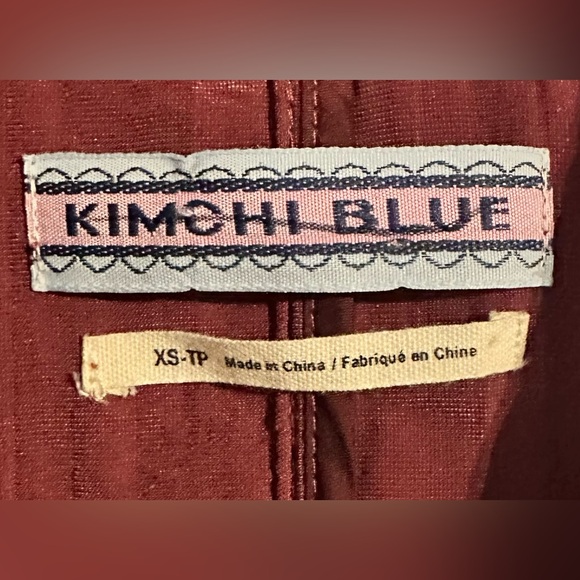 KIMCHI BLUE
XS-TP Made in China / Fabriqué en Chine